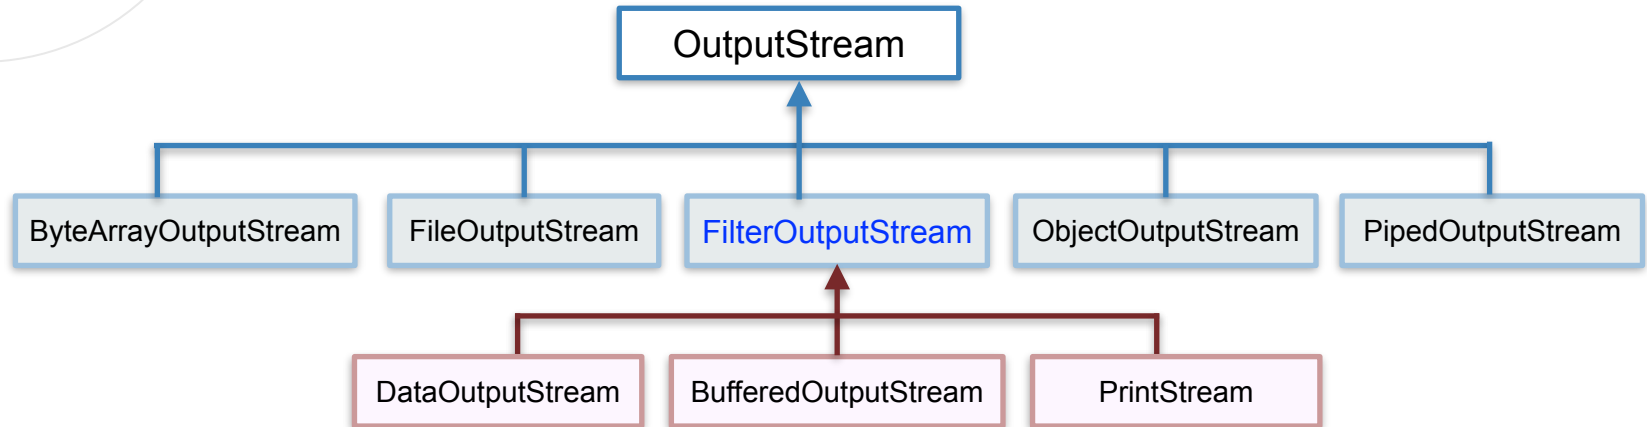 OutputStream
ByteArrayOutputStream
FileOutputStream
FilterOutputStream
ObjectOutputStream
PipedOutputStream
DataOutputStream
BufferedOutputStream
PrintStream